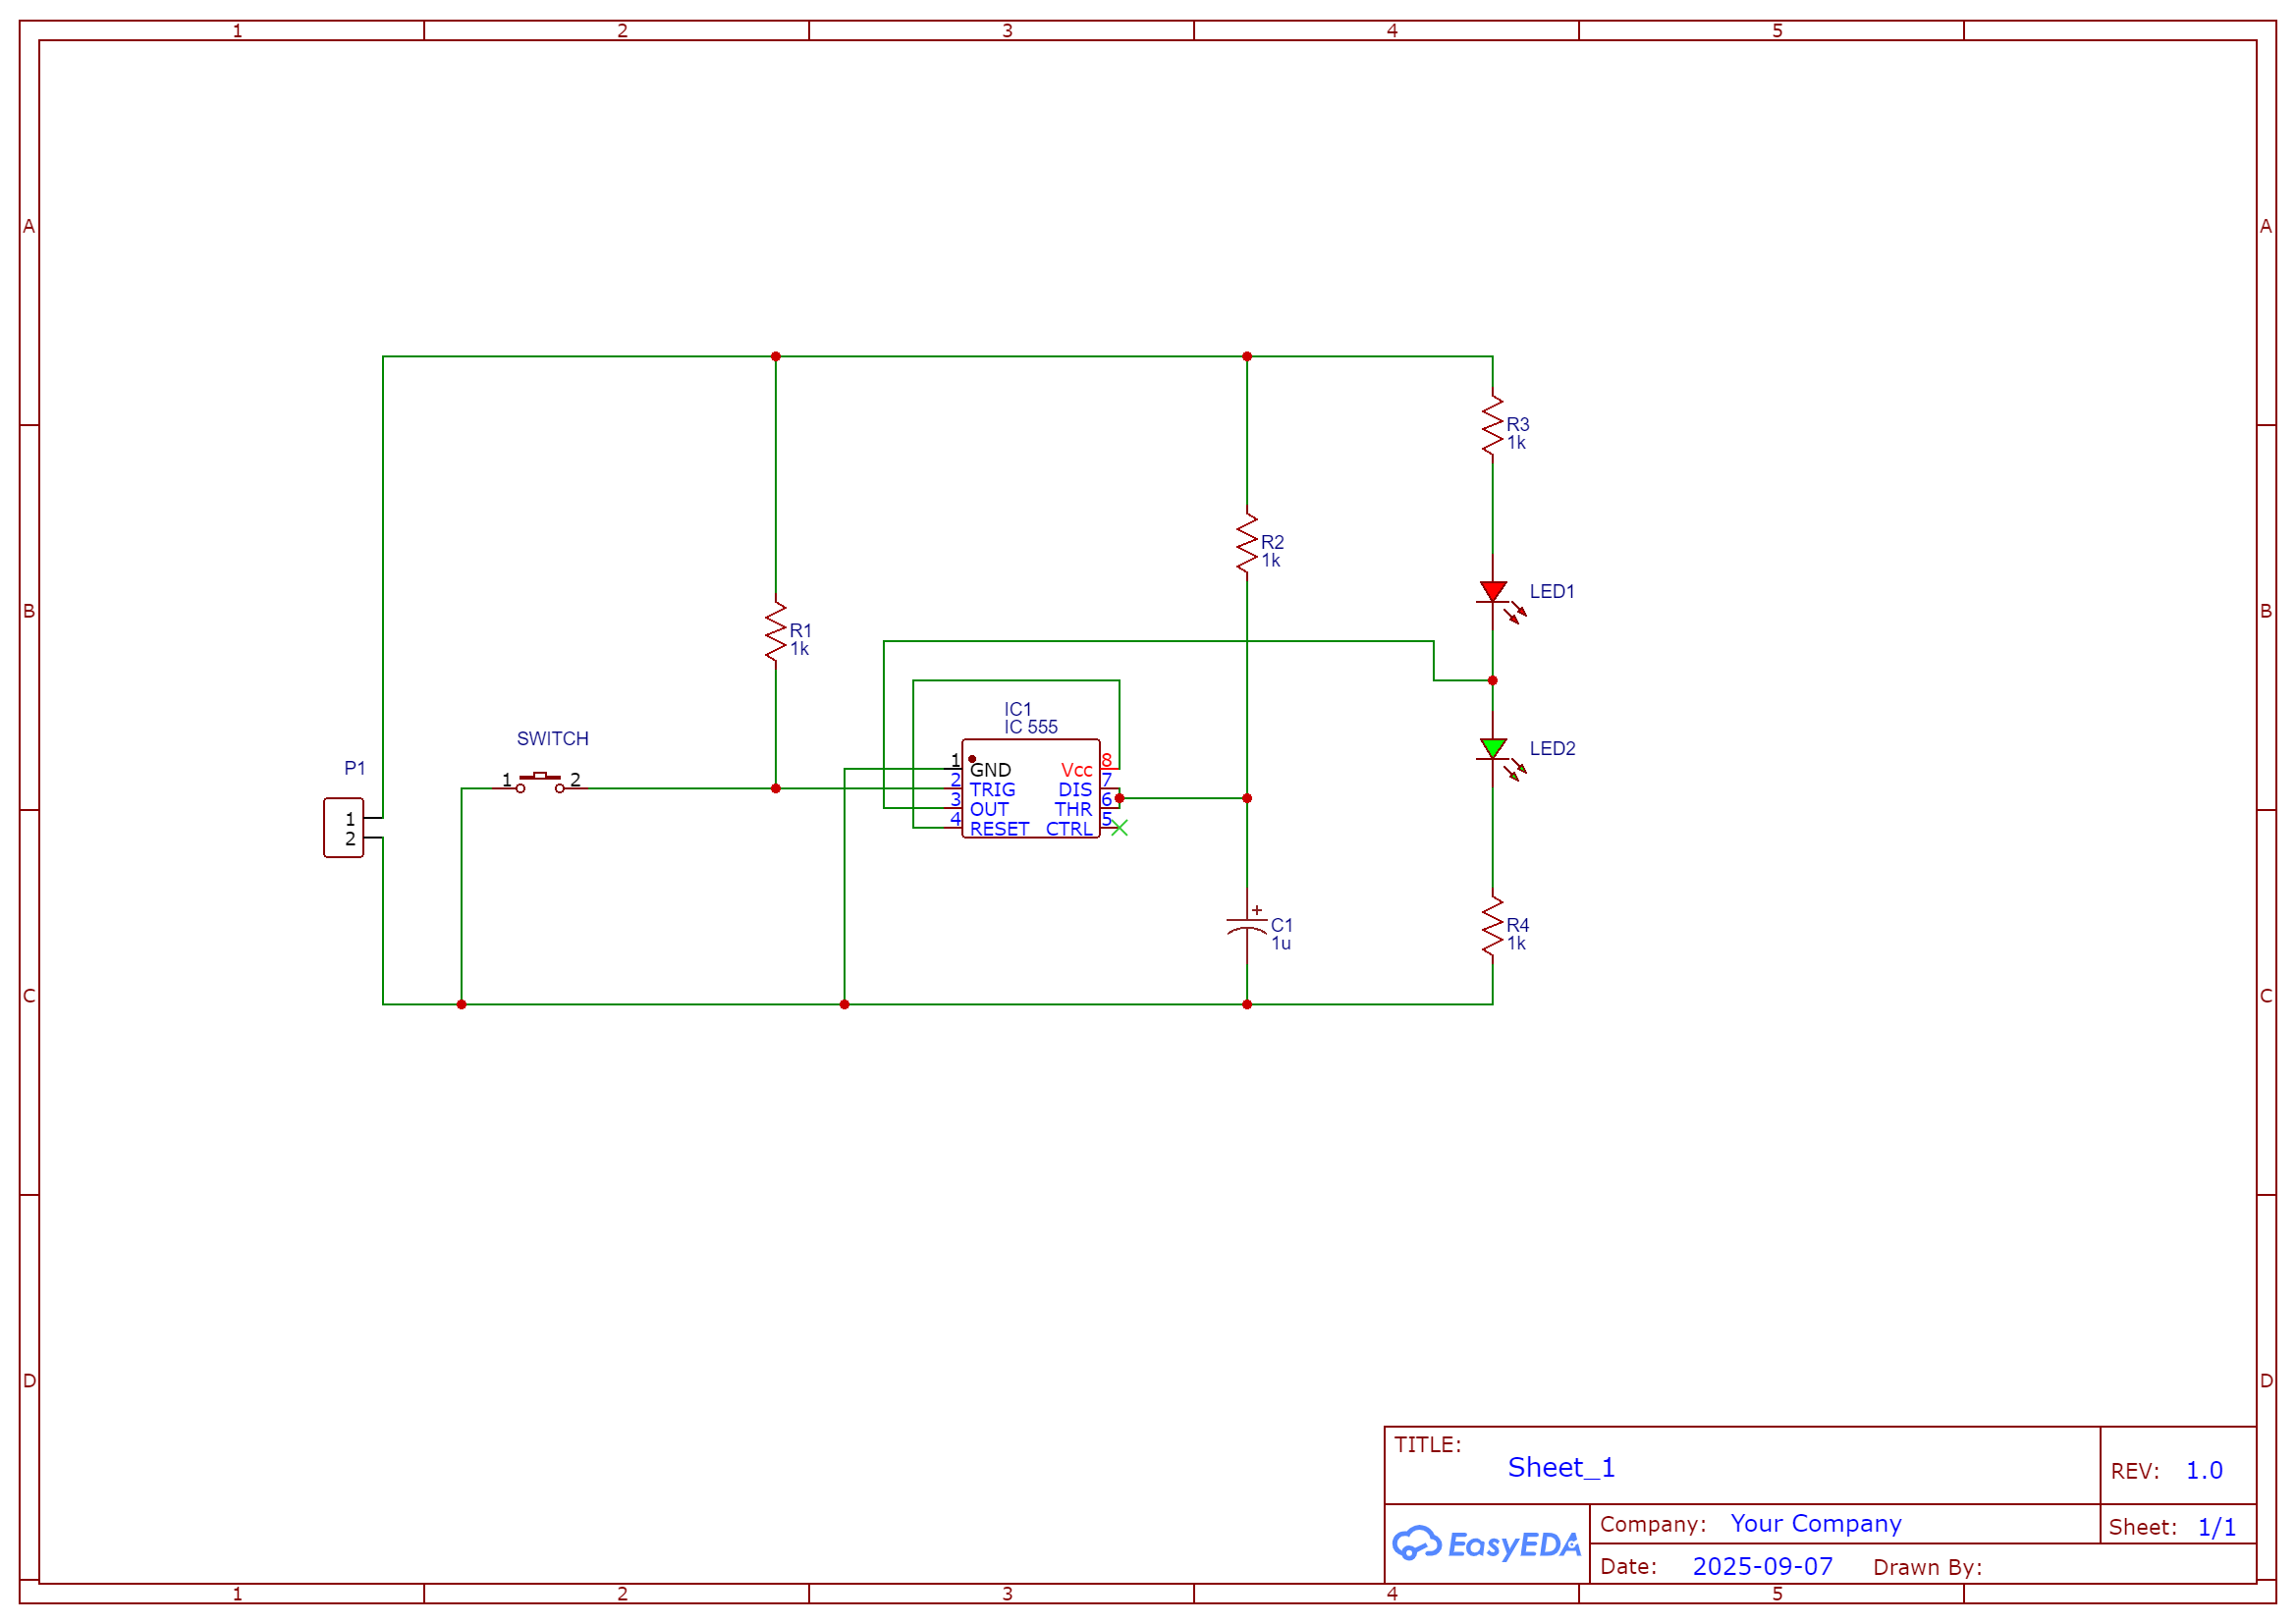 1 2 3 4 5
A A
R3
1k
R2
1k
B LED1 B
R1
1k
IC1
IC 555
SWITCH
LED2
P1
1 2
1 GND Vcc 8
2 TRIG DIS 7
3 OUT THR 6
4 RESET CTRL 5
1
2
+
C1
1u
R4
1k
C C
D D
TITLE:
Sheet_1
REV: 1.0
EasyEDA
Company: Your Company
Sheet: 1/1
Date: 2025-09-07 Drawn By:
1 2 3 4 5